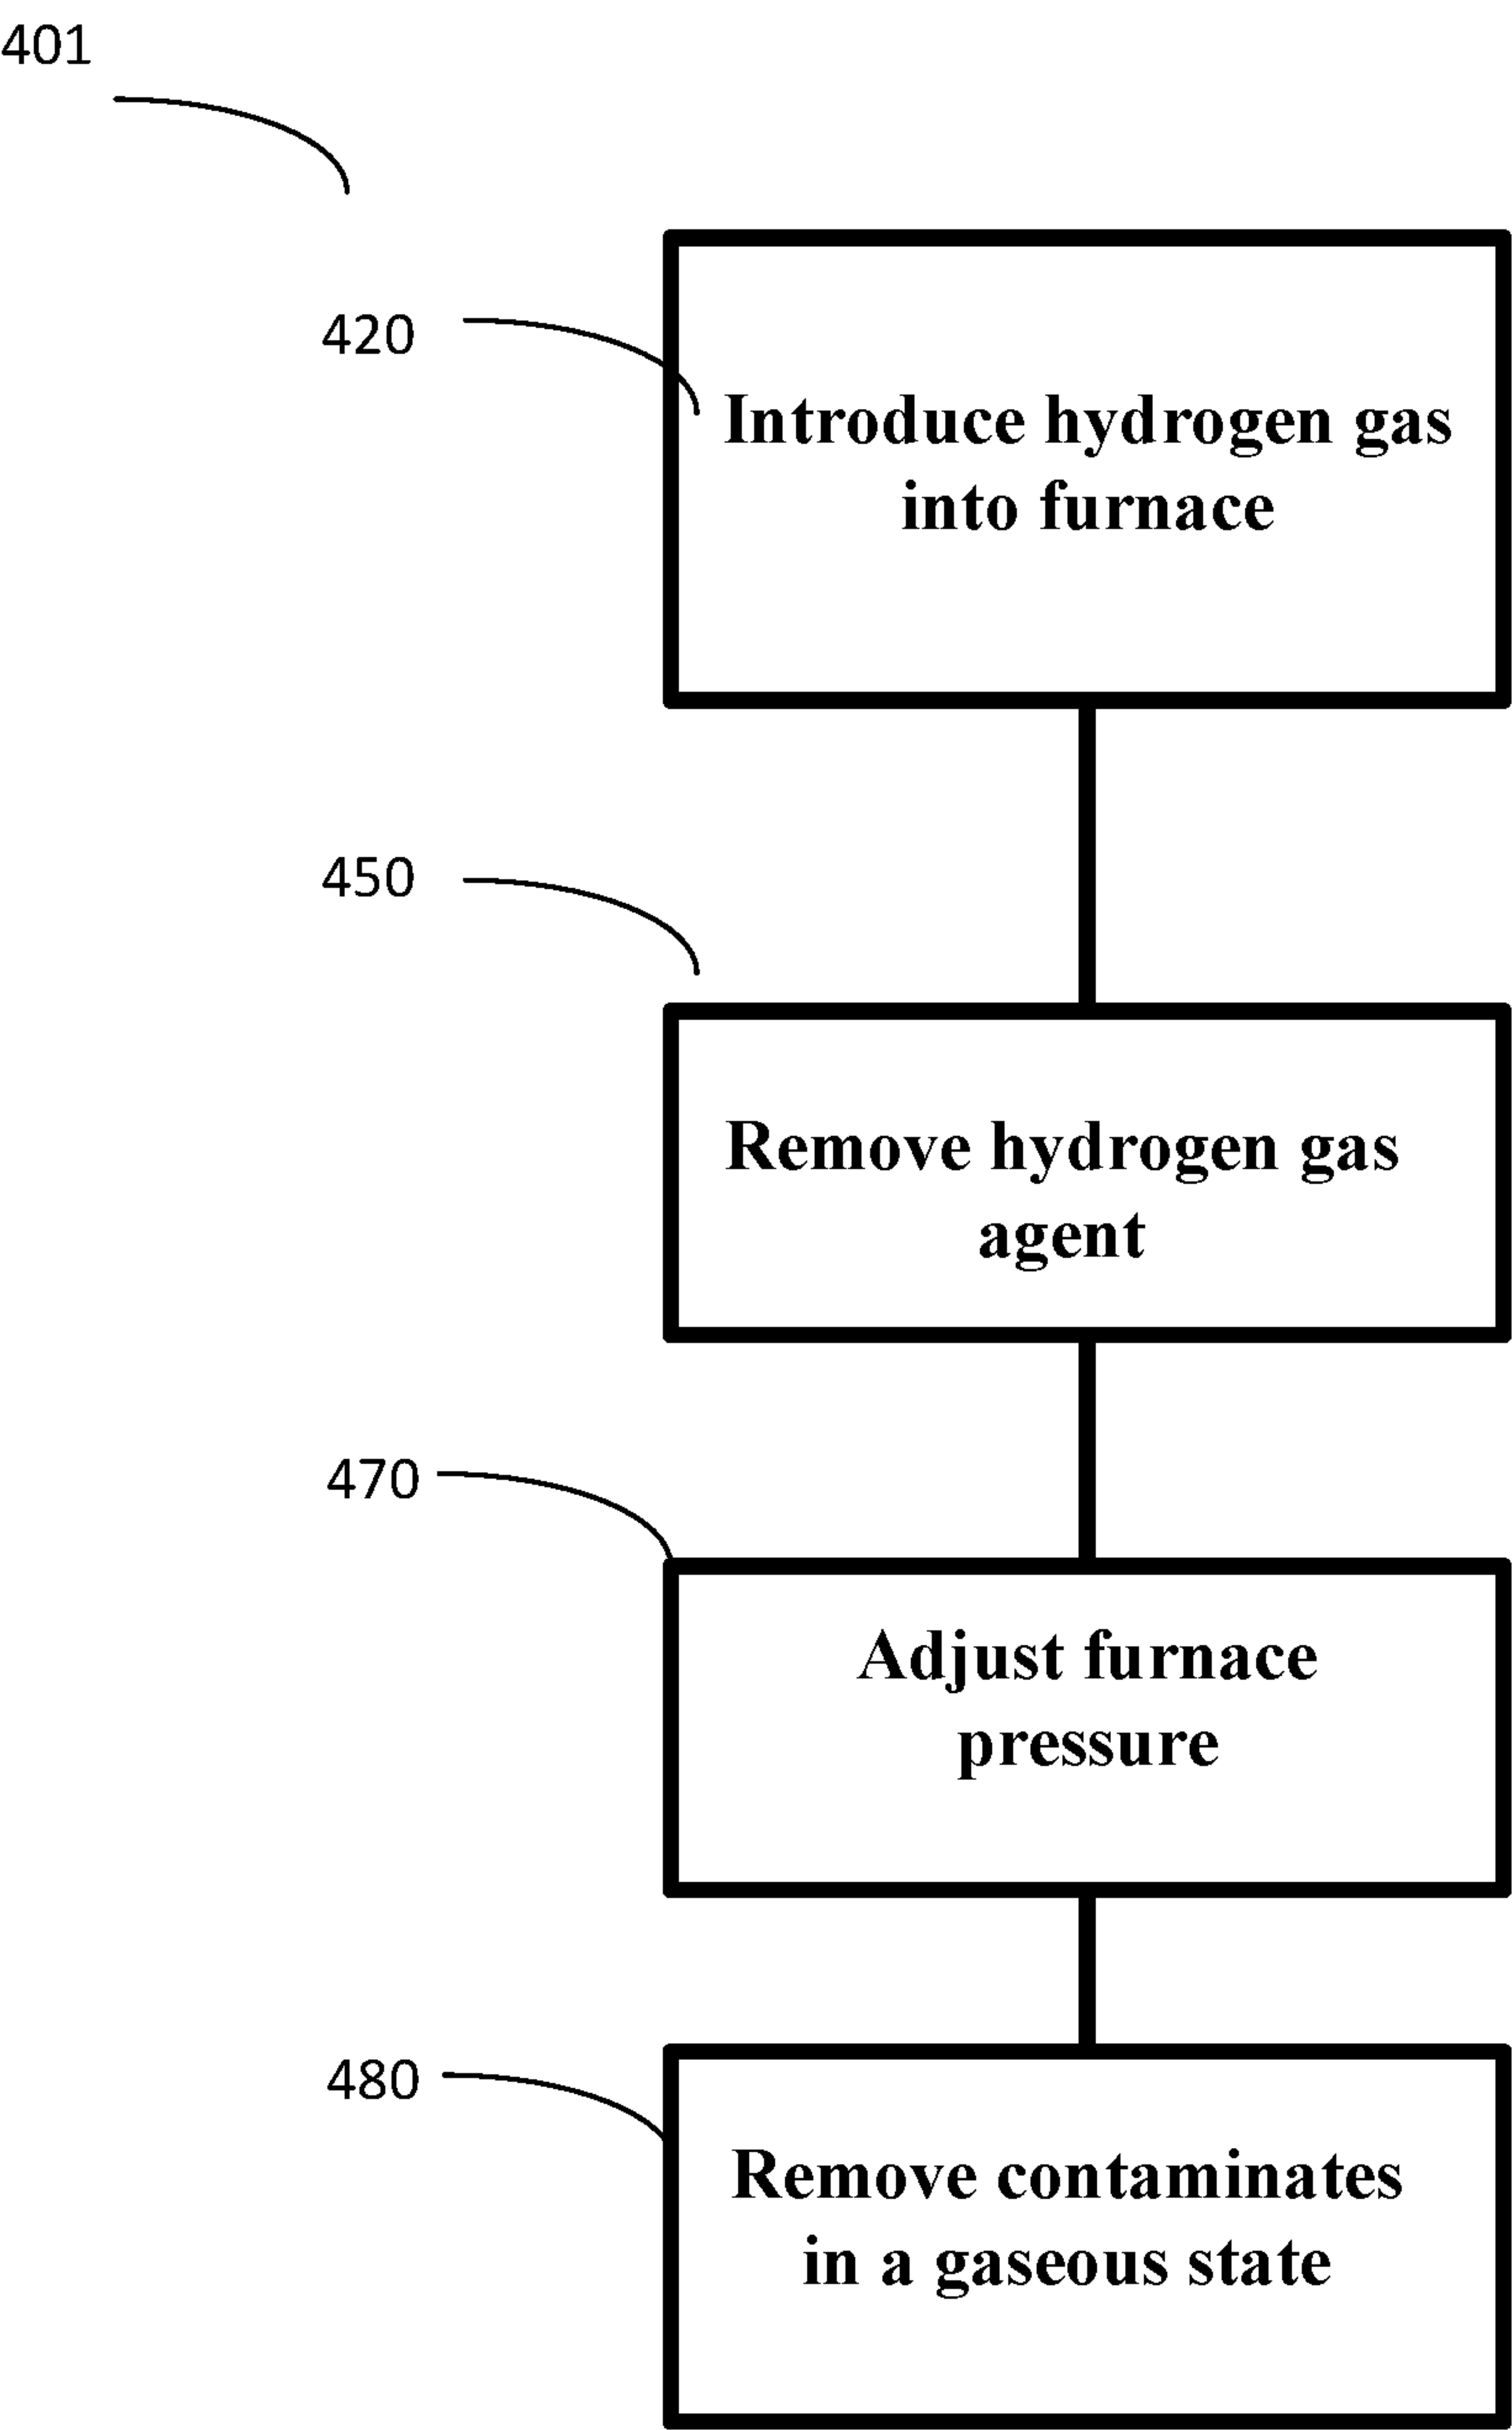 401
420
Introduce hydrogen gas
into furnace
450
Remove hydrogen gas
agent
470
Adjust furnace
pressure
480
Remove contaminates
in a gaseous state